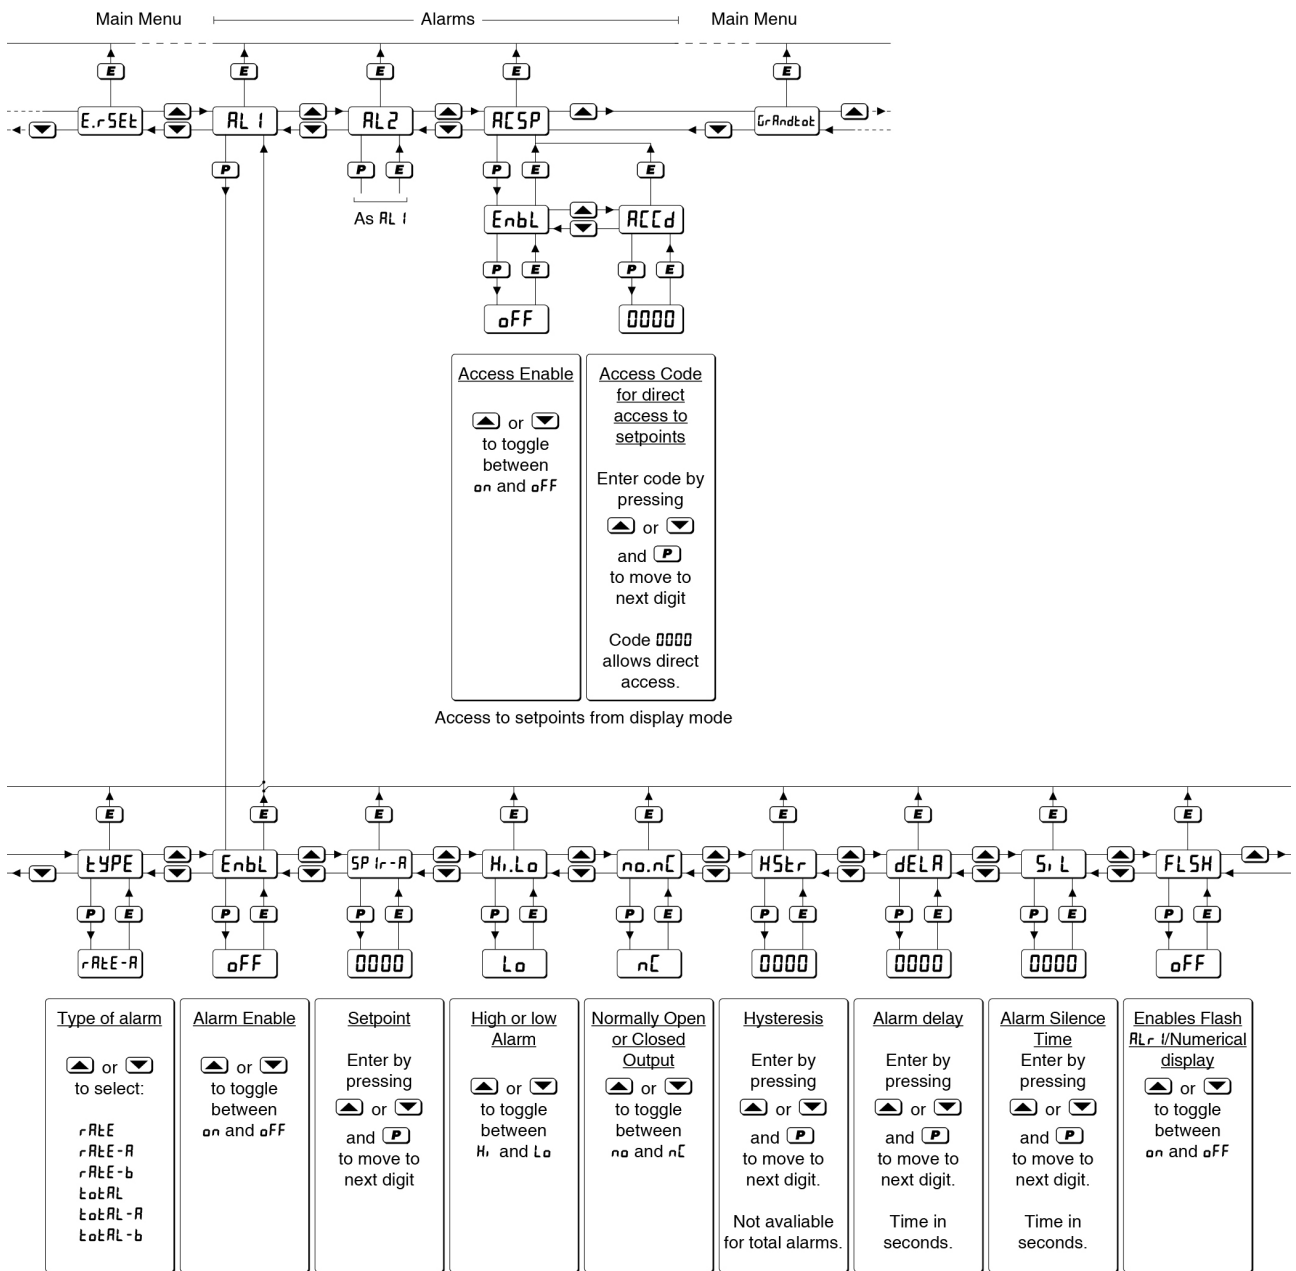 Main Menu Alarms Main Menu
E E E E E
E.rSEt AL1 AL2 ACSP GrAndtot
P P E P E E
As AL1
EnbL ACCd
P E P E
oFF 0000
Access Enable
or
to toggle
between
on and oFF
Access Code
for direct
access to
setpoints
Enter code by
pressing
or
and P
to move to
next digit
Code 0000
allows direct
access.
Access to setpoints from display mode
E E E E E E E E E
tYPE EnbL SP1r-A Hi.Lo no.nC HStr dELA SiL FLSH
P E P E P E P E P E P E P E P E P E
rAtE-A oFF 0000 Lo nC 0000 0000 0000 oFF
Type of alarm
or
to select:
rAtE
rAtE-A
rAtE-b
totAL
totAL-A
totAL-b
Alarm Enable
or
to toggle
between
on and oFF
Setpoint
Enter by
pressing
or
and P
to move to
next digit
High or low
Alarm
or
to toggle
between
Hi and Lo
Normally Open
or Closed
Output
or
to toggle
between
no and nC
Hysteresis
Enter by
pressing
or
and P
to move to
next digit.
Not avaliable
for total alarms.
Alarm delay
Enter by
pressing
or
and P
to move to
next digit.
Time in
seconds.
Alarm Silence
Time
Enter by
pressing
or
and P
to move to
next digit.
Time in
seconds.
Enables Flash
ALr1/Numerical
display
or
to toggle
between
on and oFF